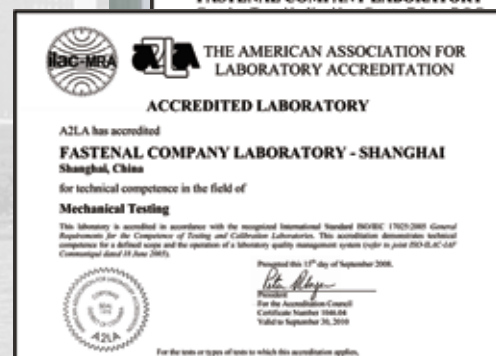 FASTENAL COMPANY LABORATORY
ilac-MRA
A2LA
THE AMERICAN ASSOCIATION FOR
LABORATORY ACCREDITATION
ACCREDITED LABORATORY
A2LA has accredited
FASTENAL COMPANY LABORATORY - SHANGHAI
Shanghai, China
for technical competence in the field of
Mechanical Testing
This laboratory is accredited in accordance with the recognized International Standard ISO/IEC 17025:2005 General
Requirements for the Competence of Testing and Calibration Laboratories. This accreditation demonstrates technical
competence for a defined scope and the operation of a laboratory quality management system (refer to joint ISO-ILAC-IAF
Communiqué dated 18 June 2005).
Presented this 15th day of September 2008.
President
For the Accreditation Council
Certificate Number 1046.04
Valid to September 30, 2010
A2LA
For the tests or types of tests to which this accreditation applies,